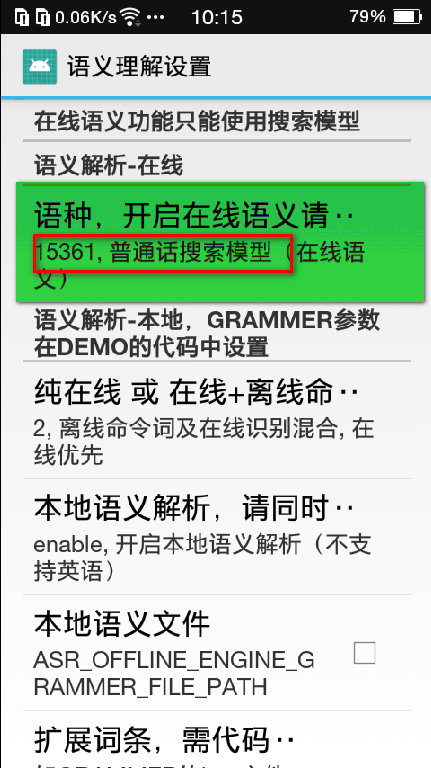 0.06K/s ··· 10:15 79%
语义理解设置
在线语义功能只能使用搜索模型
语义解析-在线
语种，开启在线语义请··
15361, 普通话搜索模型（在线语
义）
语义解析-本地，GRAMMER参数
在DEMO的代码中设置
纯在线 或 在线+离线命··
2, 离线命令词及在线识别混合, 在
线优先
本地语义解析，请同时··
enable, 开启本地语义解析（不支
持英语）
本地语义文件
ASR_OFFLINE_ENGINE_G
RAMMER_FILE_PATH
扩展词条，需代码··